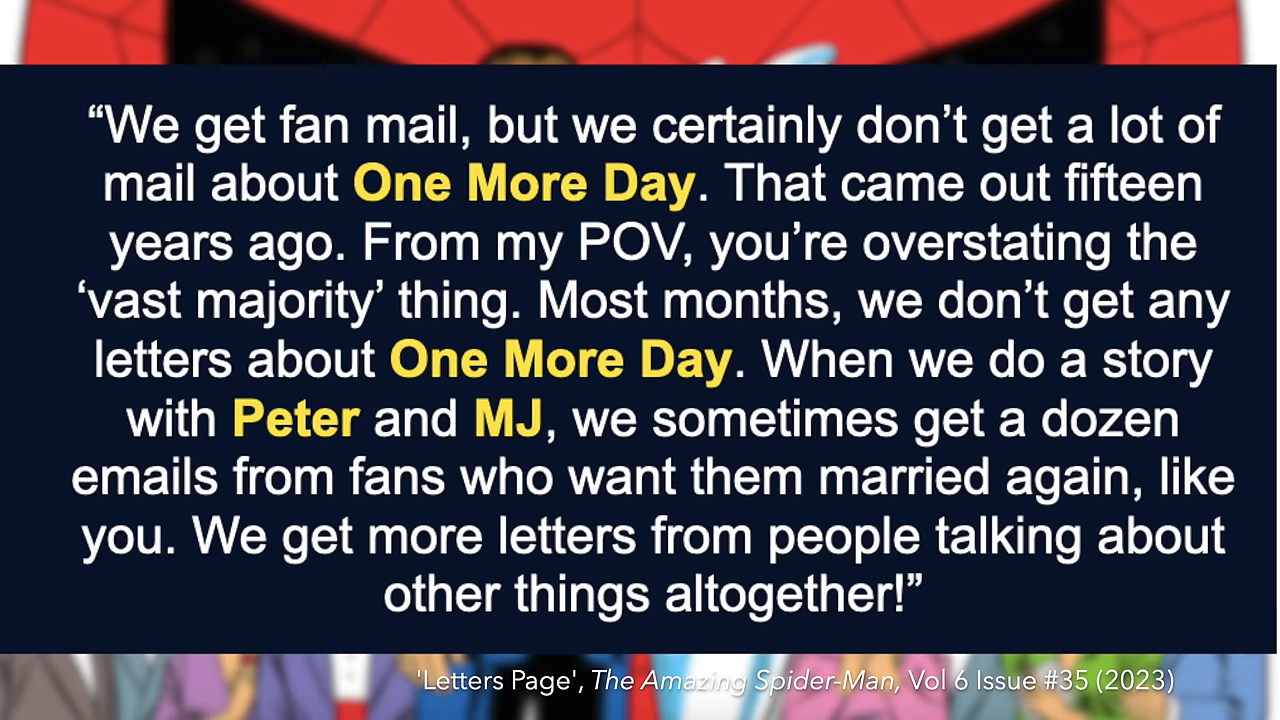 “We get fan mail, but we certainly don’t get a lot of
mail about One More Day. That came out fifteen
years ago. From my POV, you’re overstating the
‘vast majority’ thing. Most months, we don’t get any
letters about One More Day. When we do a story
with Peter and MJ, we sometimes get a dozen
emails from fans who want them married again, like
you. We get more letters from people talking about
other things altogether!”
'Letters Page', The Amazing Spider-Man, Vol 6 Issue #35 (2023)